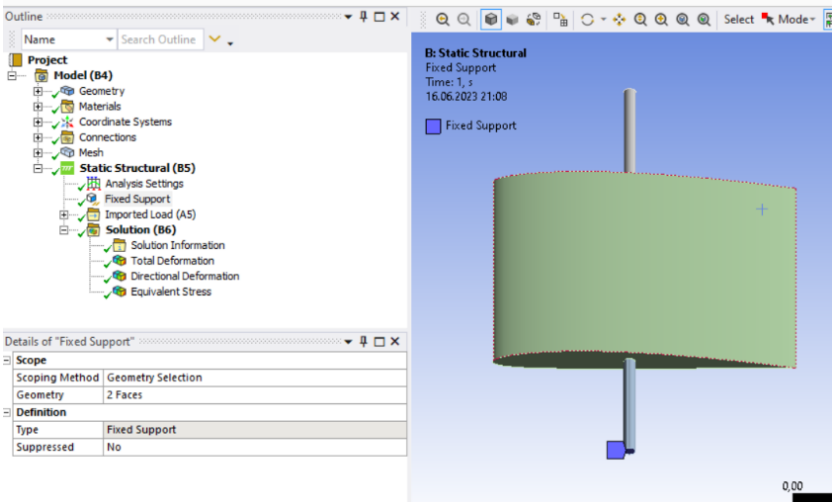 Outline
Name Search Outline
Project
Model (B4)
Geometry
Materials
Coordinate Systems
Connections
Mesh
Static Structural (B5)
Analysis Settings
Fixed Support
Imported Load (A5)
Solution (B6)
Solution Information
Total Deformation
Directional Deformation
Equivalent Stress
Details of "Fixed Support"
Scope
Scoping Method Geometry Selection
Geometry 2 Faces
Definition
Type Fixed Support
Suppressed No
Select Mode
B: Static Structural
Fixed Support
Time: 1, s
16.06.2023 21:08
Fixed Support
0,00